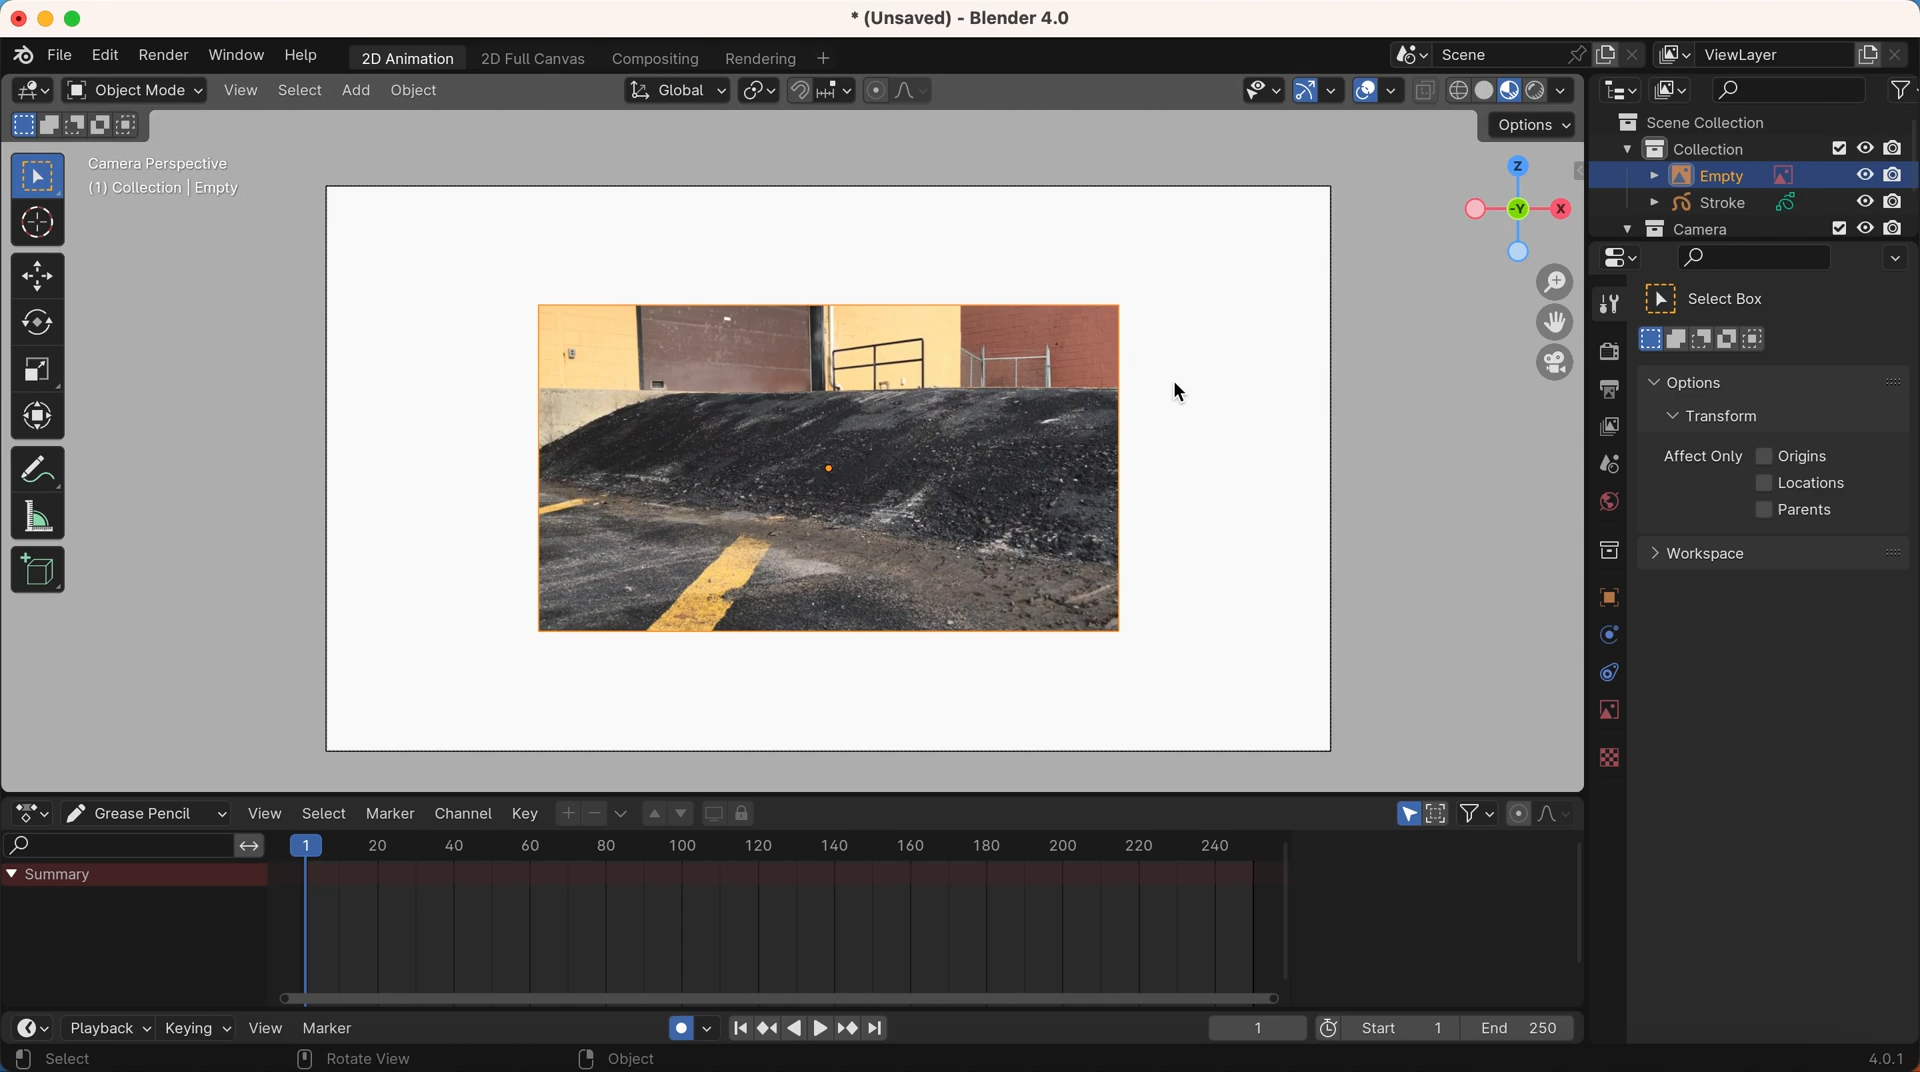 * (Unsaved) - Blender 4.0
File Edit Render Window Help 2D Animation 2D Full Canvas Compositing Rendering + Scene ViewLayer
Object Mode View Select Add Object Global
Options
Scene Collection
Collection
Empty
Stroke
Camera
Camera Perspective
(1) Collection | Empty
Z
-Y X
Select Box
Options
Transform
Affect Only Origins
Locations
Parents
Workspace
Grease Pencil View Select Marker Channel Key
1 20 40 60 80 100 120 140 160 180 200 220 240
Summary
Playback Keying View Marker 1 Start 1 End 250
Select Rotate View Object 4.0.1